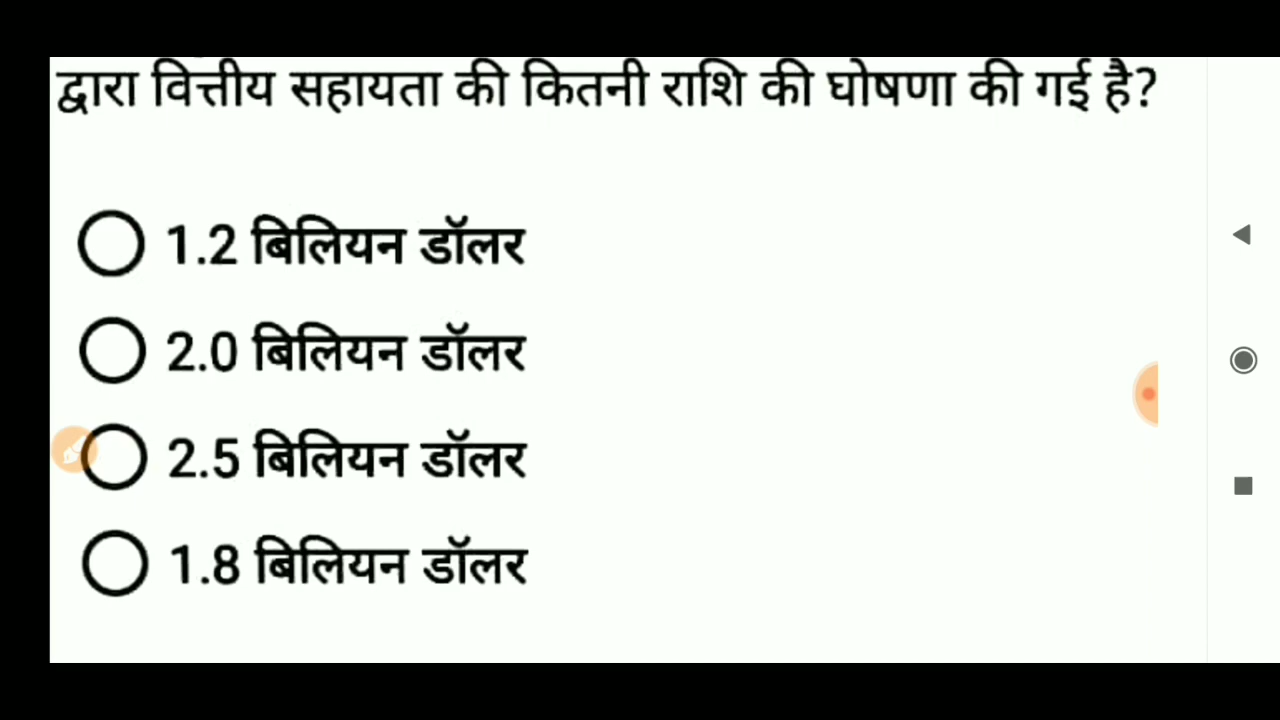 द्वारा वित्तीय सहायता की कितनी राशि की घोषणा की गई है?
1.2 बिलियन डॉलर
2.0 बिलियन डॉलर
2.5 बिलियन डॉलर
1.8 बिलियन डॉलर